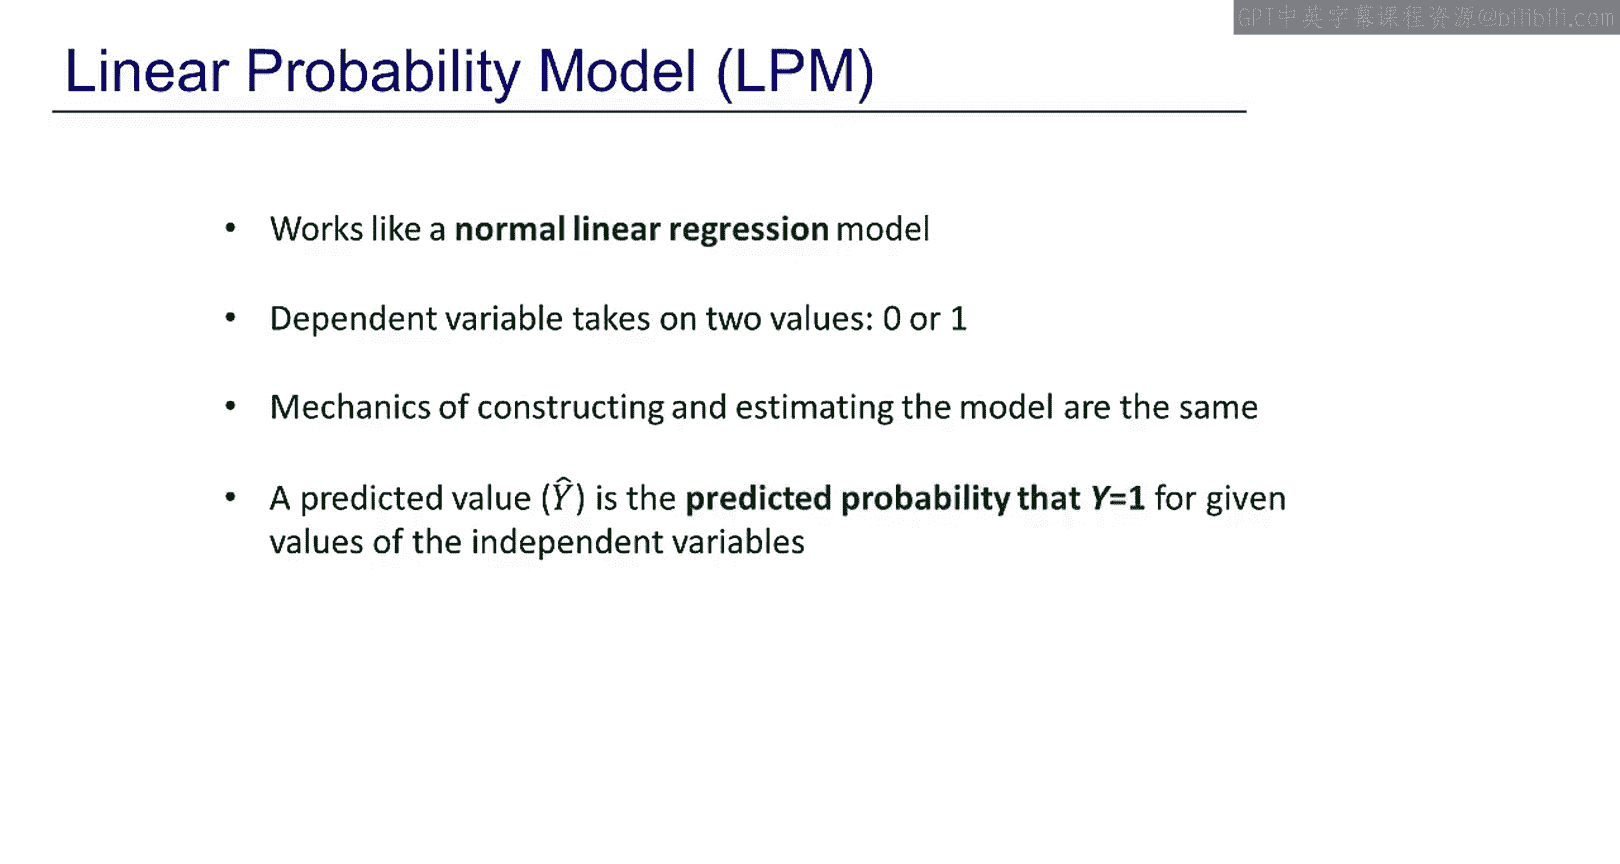 GPT中英字幕课程资源@bilibili.com
Linear Probability Model (LPM)
• Works like a normal linear regression model
• Dependent variable takes on two values: 0 or 1
• Mechanics of constructing and estimating the model are the same
• A predicted value (Ŷ) is the predicted probability that Y=1 for given
values of the independent variables